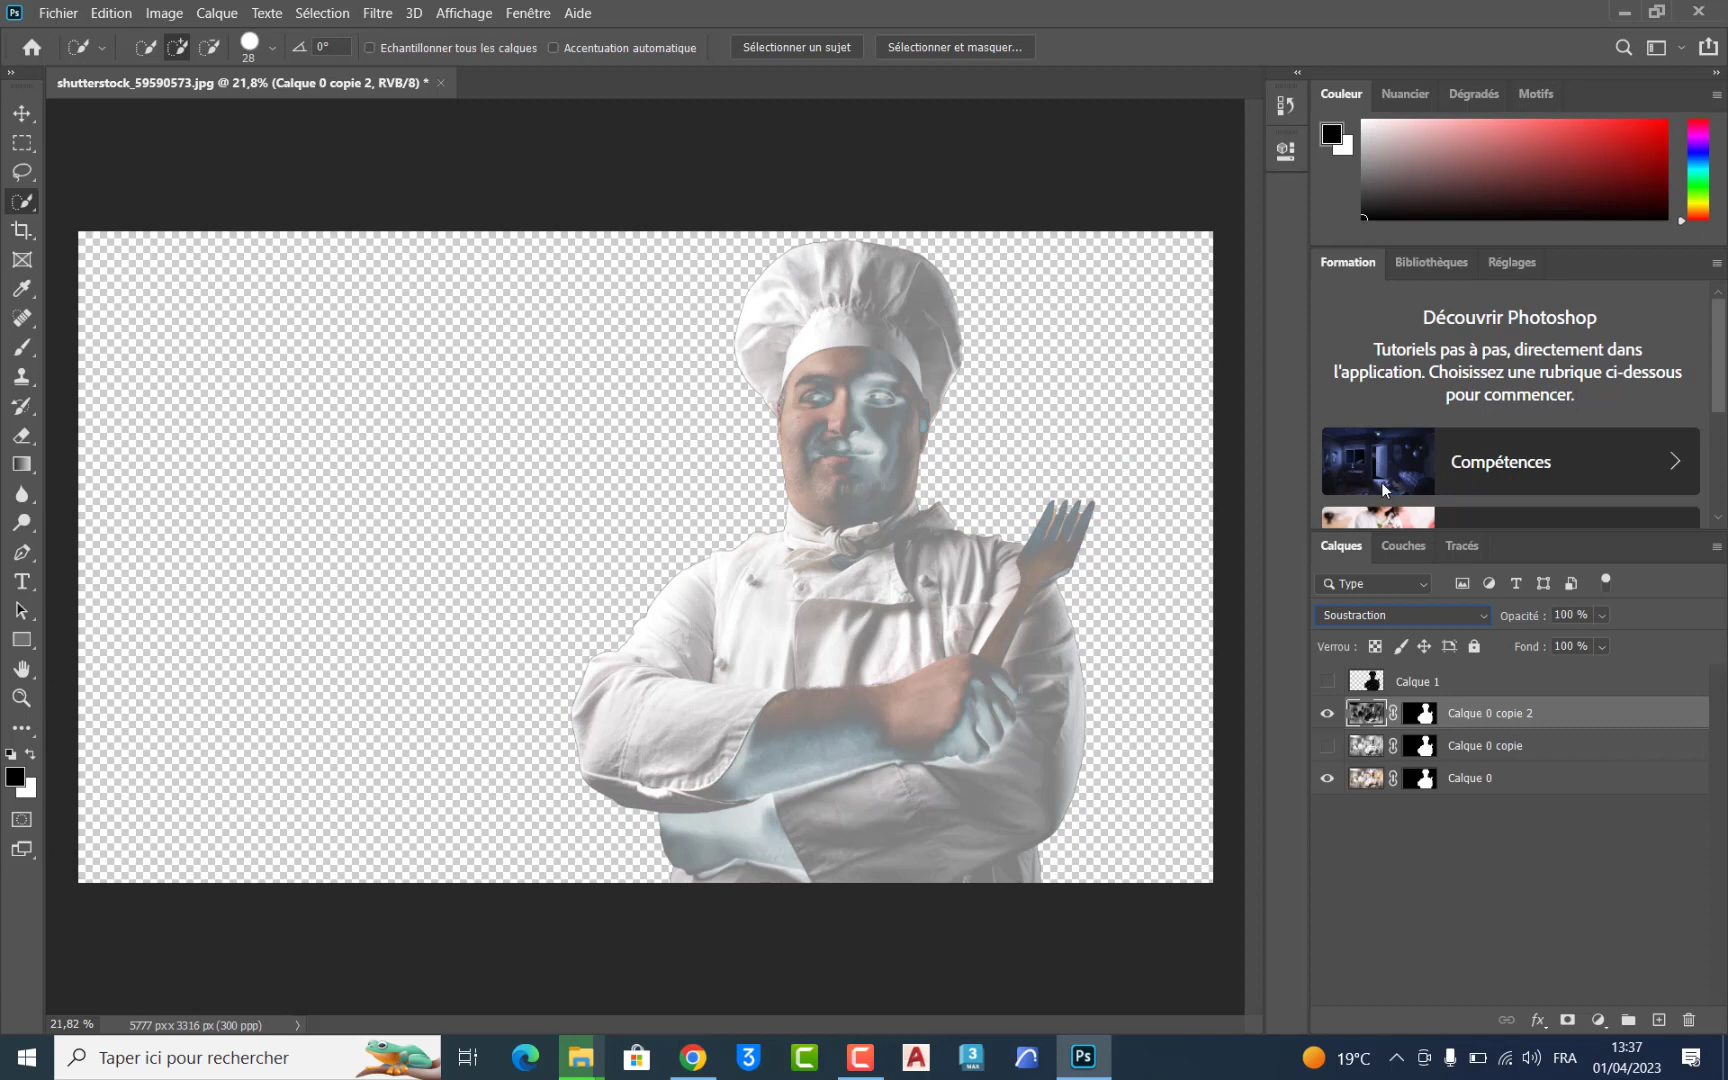 Ps Fichier Edition Image Calque Texte Sélection Filtre 3D Affichage Fenêtre Aide
28 0° Echantillonner tous les calques Accentuation automatique Sélectionner un sujet Sélectionner et masquer...
shutterstock_59590573.jpg @ 21,8% (Calque 0 copie 2, RVB/8) * ×
Couleur Nuancier Dégradés Motifs
Formation Bibliothèques Réglages
Découvrir Photoshop
Tutoriels pas à pas, directement dans
l'application. Choisissez une rubrique ci-dessous
pour commencer.
Compétences
Calques Couches Tracés
Type
Soustraction Opacité : 100 %
Verrou : Fond : 100 %
Calque 1
Calque 0 copie 2
Calque 0 copie
Calque 0
21,82 % 5777 px x 3316 px (300 ppp)
Taper ici pour rechercher
3 C C A 3 MAX Ps
19°C FRA 13:37
01/04/2023